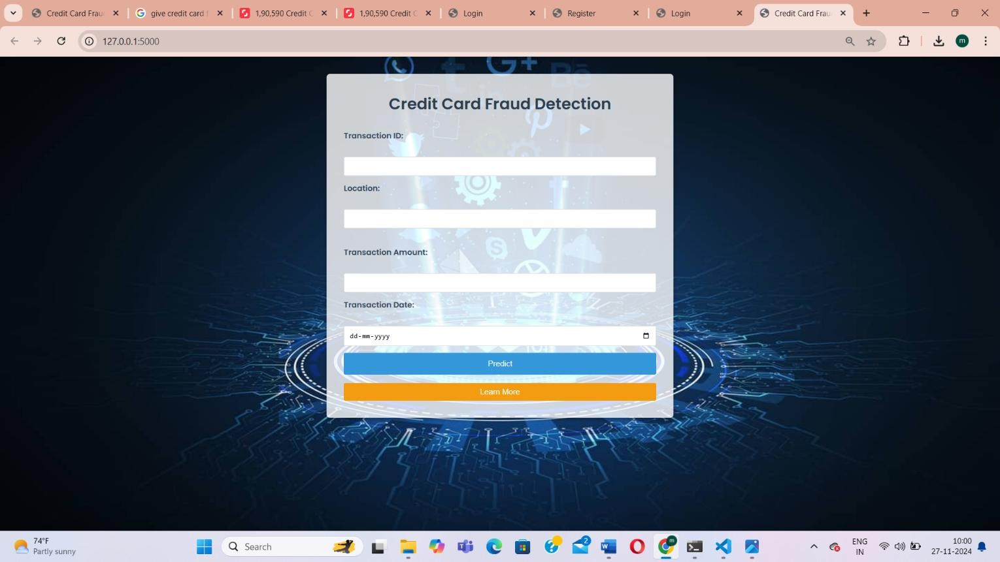 Credit Card Frau
give credit card f
1,90,590 Credit C
1,90,590 Credit C
Login
Register
Login
Credit Card Frau
127.0.0.1:5000
m
Credit Card Fraud Detection
Transaction ID:
Location:
Transaction Amount:
Transaction Date:
dd-mm-yyyy
Predict
Learn More
74°F
Partly sunny
Search
2
m
ENG
IN
10:00
27-11-2024